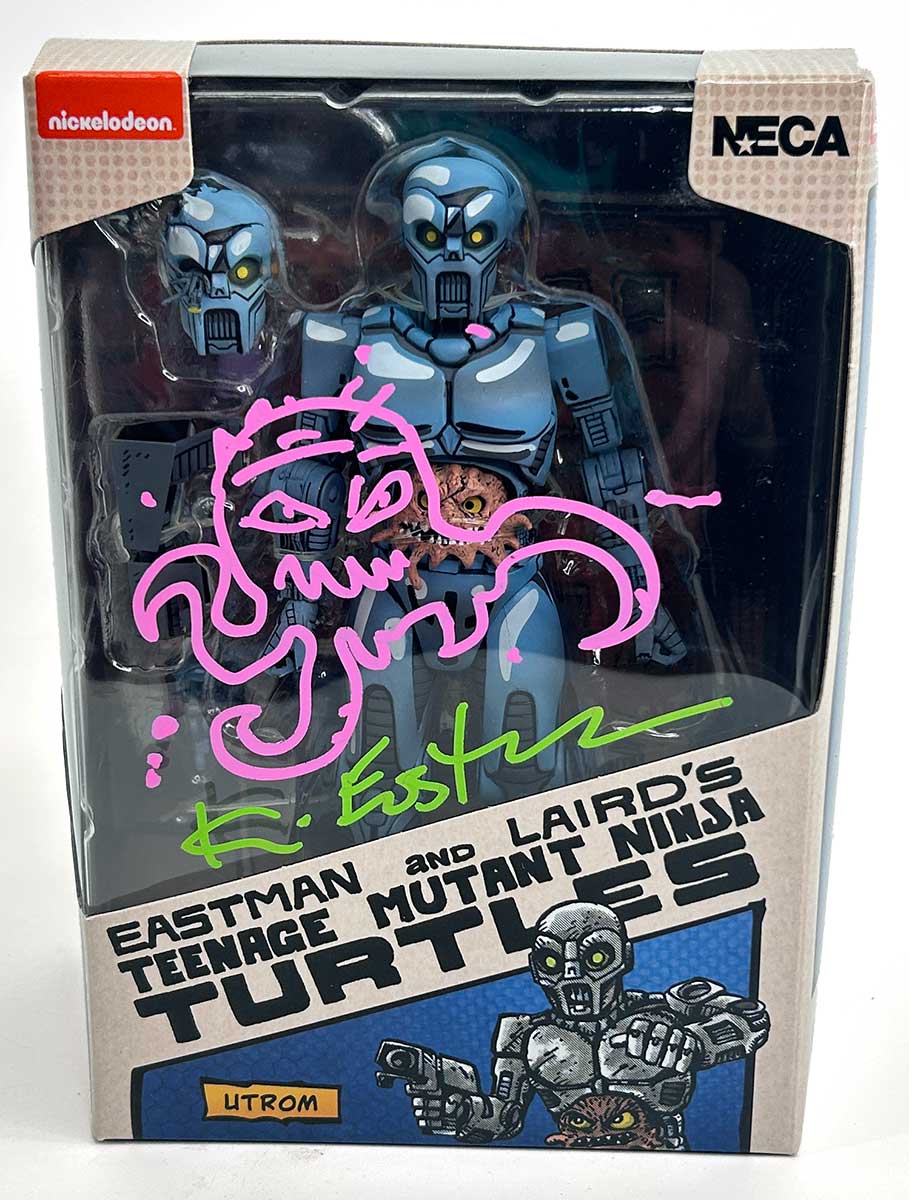 nickelodeon
NECA
K. Eastman
EASTMAN AND LAIRD'S
TEENAGE MUTANT NINJA
TURTLES
UTROM